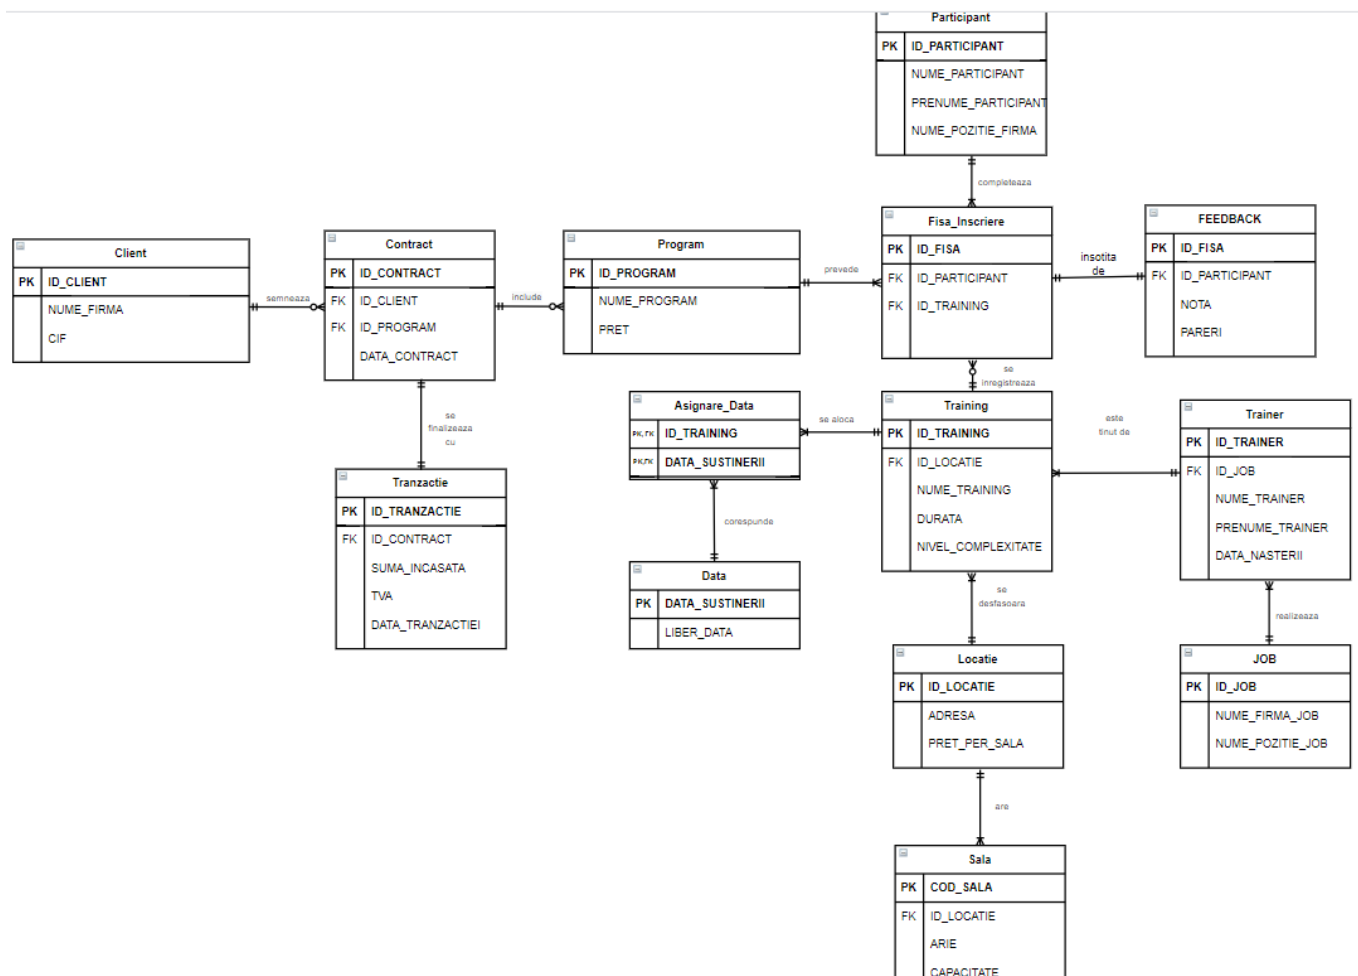 Participant
PK ID_PARTICIPANT
NUME_PARTICIPANT
PRENUME_PARTICIPANT
NUME_POZITIE_FIRMA
completeaza
Client
PK ID_CLIENT
NUME_FIRMA
CIF
semneaza
Contract
PK ID_CONTRACT
FK ID_CLIENT
FK ID_PROGRAM
DATA_CONTRACT
include
Program
PK ID_PROGRAM
NUME_PROGRAM
PRET
prevede
Fisa_Inscriere
PK ID_FISA
FK ID_PARTICIPANT
FK ID_TRAINING
insotita
de
FEEDBACK
PK ID_FISA
FK ID_PARTICIPANT
NOTA
PARERI
se
finalizeaza
cu
Tranzactie
PK ID_TRANZACTIE
FK ID_CONTRACT
SUMA_INCASATA
TVA
DATA_TRANZACTIEI
Asignare_Data
PK,FK ID_TRAINING
PK,FK DATA_SUSTINERII
se aloca
corespunde
Data
PK DATA_SUSTINERII
LIBER_DATA
se
inregistreaza
Training
PK ID_TRAINING
FK ID_LOCATIE
NUME_TRAINING
DURATA
NIVEL_COMPLEXITATE
este
tinut de
Trainer
PK ID_TRAINER
FK ID_JOB
NUME_TRAINER
PRENUME_TRAINER
DATA_NASTERII
se
desfasoara
realizeaza
Locatie
PK ID_LOCATIE
ADRESA
PRET_PER_SALA
JOB
PK ID_JOB
NUME_FIRMA_JOB
NUME_POZITIE_JOB
are
Sala
PK COD_SALA
FK ID_LOCATIE
ARIE
CAPACITATE